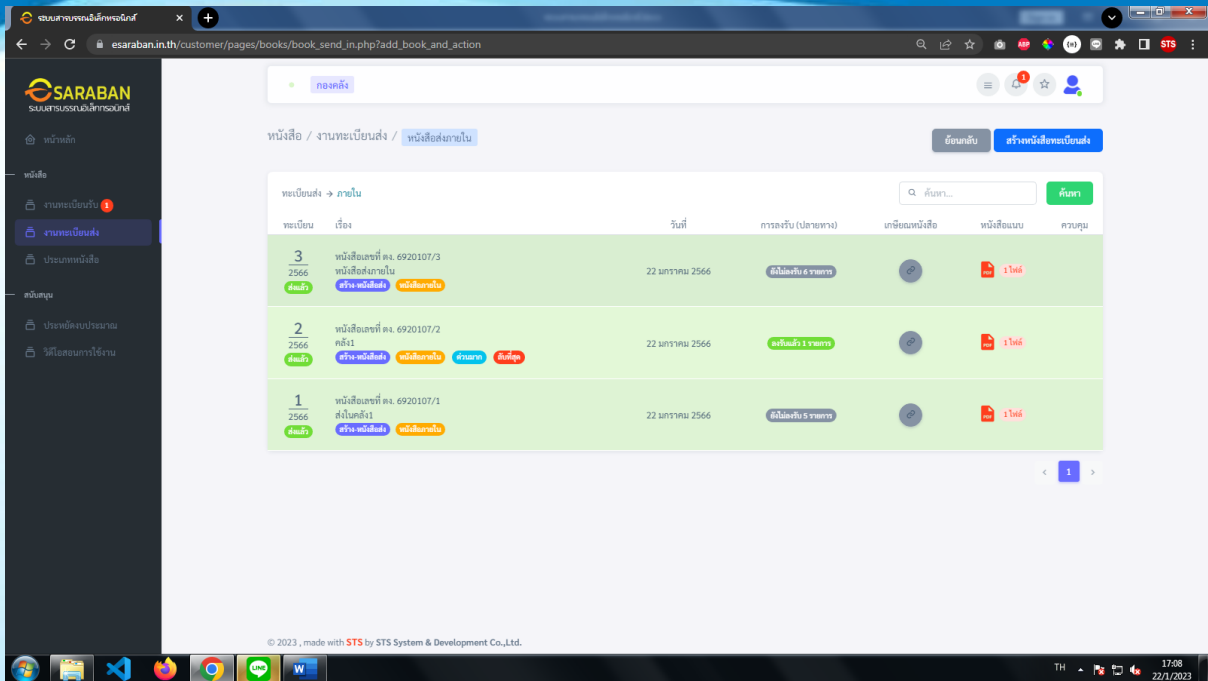 ระบบสารบรรณอิเล็กทรอนิกส์
esaraban.in.th/customer/pages/books/book_send_in.php?add_book_and_action
ABP
STS
SARABAN
ระบบสารบรรณอิเล็กทรอนิกส์
กองคลัง
1
หน้าหลัก
หนังสือ / งานทะเบียนส่ง / หนังสือส่งภายใน
ย้อนกลับ
สร้างหนังสือทะเบียนส่ง
หนังสือ
งานทะเบียนรับ 1
งานทะเบียนส่ง
ประเภทหนังสือ
สนับสนุน
ประหยัดงบประมาณ
วิดีโอสอนการใช้งาน
ทะเบียนส่ง → ภายใน
ค้นหา...
ค้นหา
ทะเบียน เรื่อง วันที่ การลงรับ (ปลายทาง) เกษียณหนังสือ หนังสือแนบ ควบคุม
3
2566
ส่งแล้ว
หนังสือเลขที่ ตง. 6920107/3
หนังสือส่งภายใน
สร้าง-หนังสือส่ง หนังสือภายใน
22 มกราคม 2566
ยังไม่ลงรับ 6 รายการ
PDF 1 ไฟล์
2
2566
ส่งแล้ว
หนังสือเลขที่ ตง. 6920107/2
คลัง1
สร้าง-หนังสือส่ง หนังสือภายใน ด่วนมาก ลับที่สุด
22 มกราคม 2566
ลงรับแล้ว 1 รายการ
PDF 1 ไฟล์
1
2566
ส่งแล้ว
หนังสือเลขที่ ตง. 6920107/1
ส่งในคลัง1
สร้าง-หนังสือส่ง หนังสือภายใน
22 มกราคม 2566
ยังไม่ลงรับ 5 รายการ
PDF 1 ไฟล์
< 1 >
© 2023 , made with STS by STS System & Development Co.,Ltd.
LINE
W
TH
17:08
22/1/2023